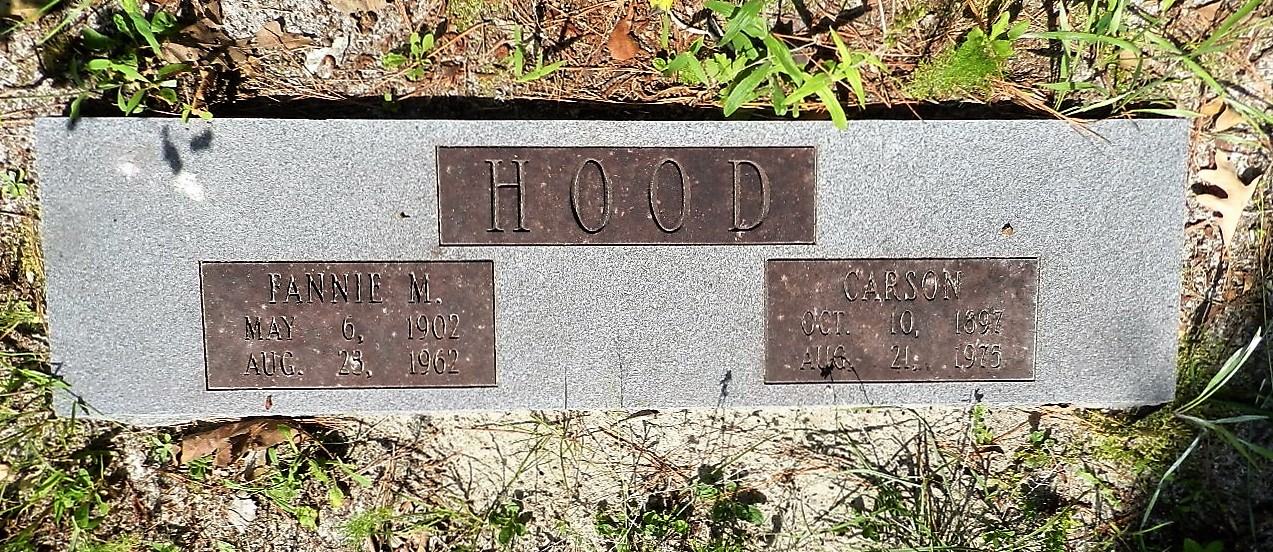 HOOD
FANNIE M.
MAY 6, 1902
AUG. 23, 1962
CARSON
OCT. 10, 1897
AUG. 21, 1975